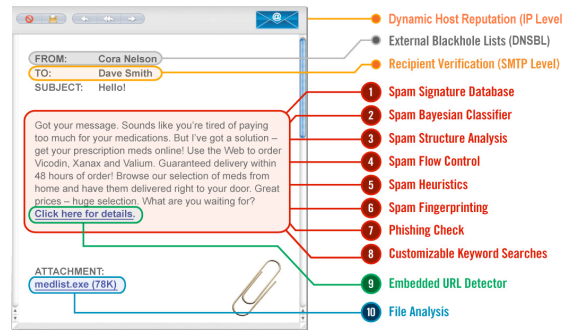 Dynamic Host Reputation (IP Level
External Blackhole Lists (DNSBL)
Recipient Verification (SMTP Level)
FROM: Cora Nelson
TO: Dave Smith
SUBJECT: Hello!
Got your message. Sounds like you're tired of paying
too much for your medications. But I've got a solution –
get your prescription meds online! Use the Web to order
Vicodin, Xanax and Valium. Guaranteed delivery within
48 hours of order! Browse our selection of meds from
home and have them delivered right to your door. Great
prices – huge selection. What are you waiting for?
Click here for details.
ATTACHMENT:
medlist.exe (78K)
1 Spam Signature Database
2 Spam Bayesian Classifier
3 Spam Structure Analysis
4 Spam Flow Control
5 Spam Heuristics
6 Spam Fingerprinting
7 Phishing Check
8 Customizable Keyword Searches
9 Embedded URL Detector
10 File Analysis